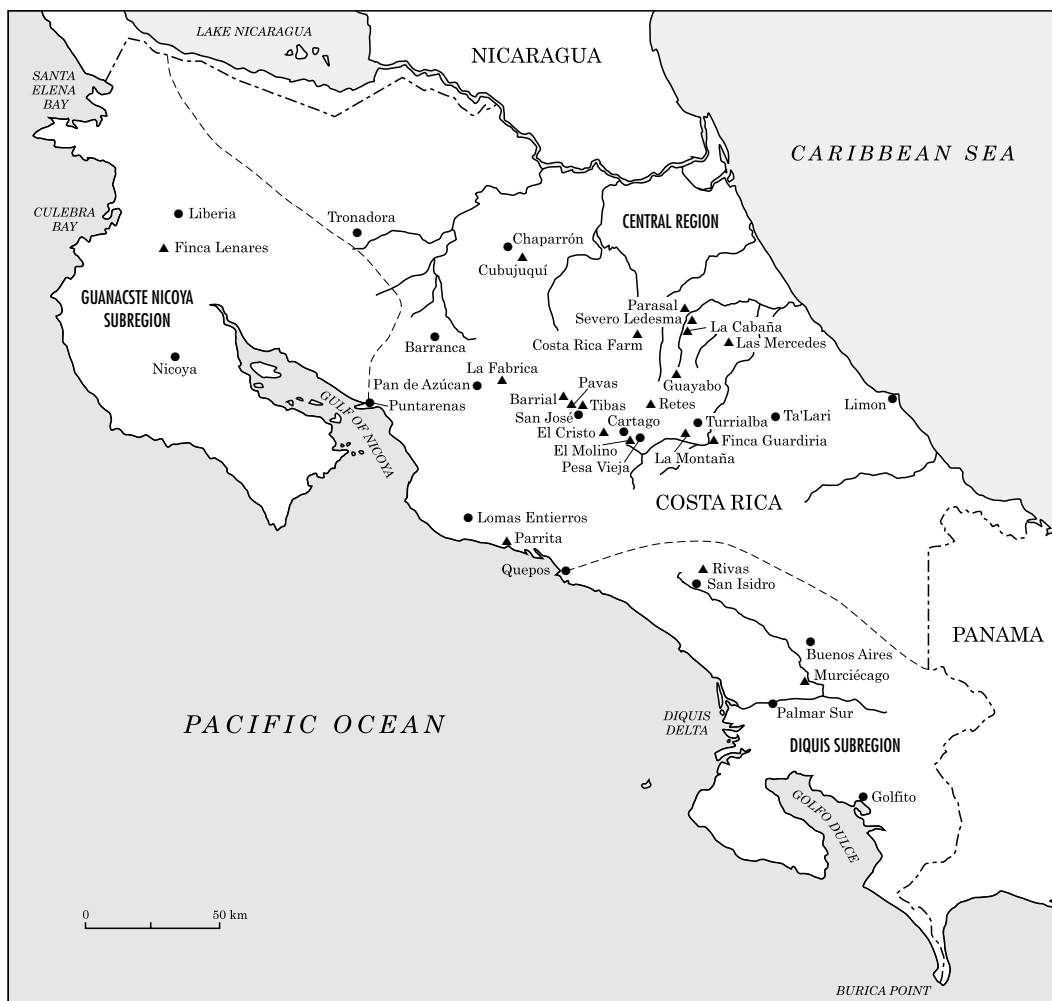 LAKE NICARAGUA
NICARAGUA
SANTA
ELENA
BAY
CARIBBEAN SEA
CULEBRA
BAY
Liberia
Tronadora
CENTRAL REGION
Finca Lenares
Chaparrón
Cubujuquí
GUANACSTE NICOYA
SUBREGION
Parasal
Severo Ledesma
La Cabaña
Costa Rica Farm
Las Mercedes
Barranca
Nicoya
La Fabrica
Guayabo
Pan de Azúcan
Puntarenas
GULF OF NICOYA
Barrial
Pavas
Tibas
Retes
Limon
San José
Cartago
Turrialba
Ta'Lari
El Cristo
El Molino
Finca Guardiria
Pesa Vieja
La Montaña
COSTA RICA
Lomas Entierros
Parrita
Quepos
Rivas
San Isidro
PANAMA
Buenos Aires
Murciécago
PACIFIC OCEAN
DIQUIS
DELTA
Palmar Sur
DIQUIS SUBREGION
Golfito
GOLFO DULCE
0 50 km
BURICA POINT